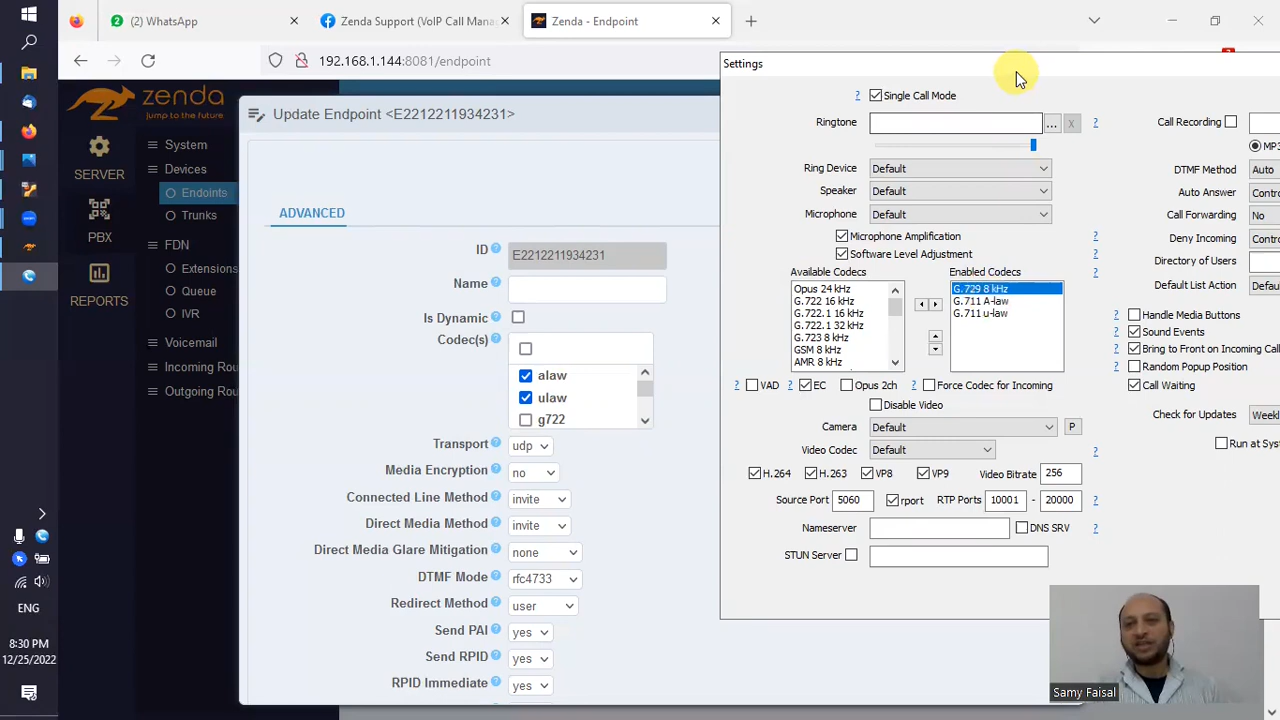 (2) WhatsApp
Zenda Support (VoIP Call Mana
Zenda - Endpoint
192.168.1.144:8081/endpoint
zenda
jump to the future
SERVER
PBX
REPORTS
System
Devices
Endoints
Trunks
FDN
Extensions
Queue
IVR
Voicemail
Incoming Rou
Outgoing Rou
Update Endpoint <E2212211934231>
ADVANCED
ID ? E2212211934231
Name ?
Is Dynamic ?
Codec(s) ?
alaw
ulaw
g722
Transport ? udp
Media Encryption ? no
Connected Line Method ? invite
Direct Media Method ? invite
Direct Media Glare Mitigation ? none
DTMF Mode ? rfc4733
Redirect Method ? user
Send PAI ? yes
Send RPID ? yes
RPID Immediate ? yes
Settings
? Single Call Mode
Ringtone ... X ?
Ring Device Default
Speaker Default
Microphone Default
Microphone Amplification ?
Software Level Adjustment ?
Available Codecs
Opus 24 kHz
G.722 16 kHz
G.722.1 16 kHz
G.722.1 32 kHz
G.723 8 kHz
GSM 8 kHz
AMR 8 kHz
Enabled Codecs ?
G.729 8 kHz
G.711 A-law
G.711 u-law
? VAD ? EC Opus 2ch ? Force Codec for Incoming
Disable Video
Camera Default P
Video Codec Default ?
H.264 H.263 VP8 VP9 Video Bitrate 256
Source Port 5060 rport RTP Ports 10001 - 20000 ?
Nameserver DNS SRV ?
STUN Server
Call Recording
MP3
DTMF Method Auto
Auto Answer Contro
Call Forwarding No
Deny Incoming Contro
Directory of Users
Default List Action Defau
? Handle Media Buttons
? Sound Events
? Bring to Front on Incoming Call
? Random Popup Position
? Call Waiting
Check for Updates Weekl
Run at Syst
Samy Faisal
ENG
8:30 PM
12/25/2022